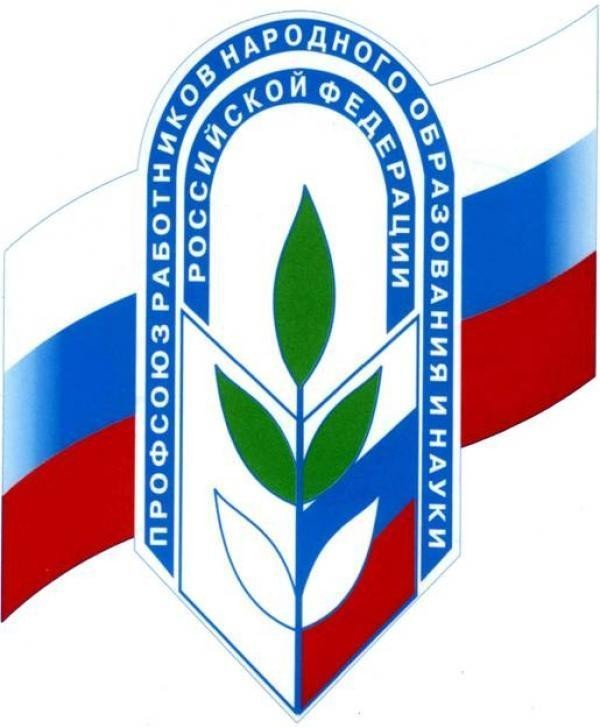 ПРОФСОЮЗ РАБОТНИКОВ НАРОДНОГО ОБРАЗОВАНИЯ И НАУКИ
РОССИЙСКОЙ ФЕДЕРАЦИИ